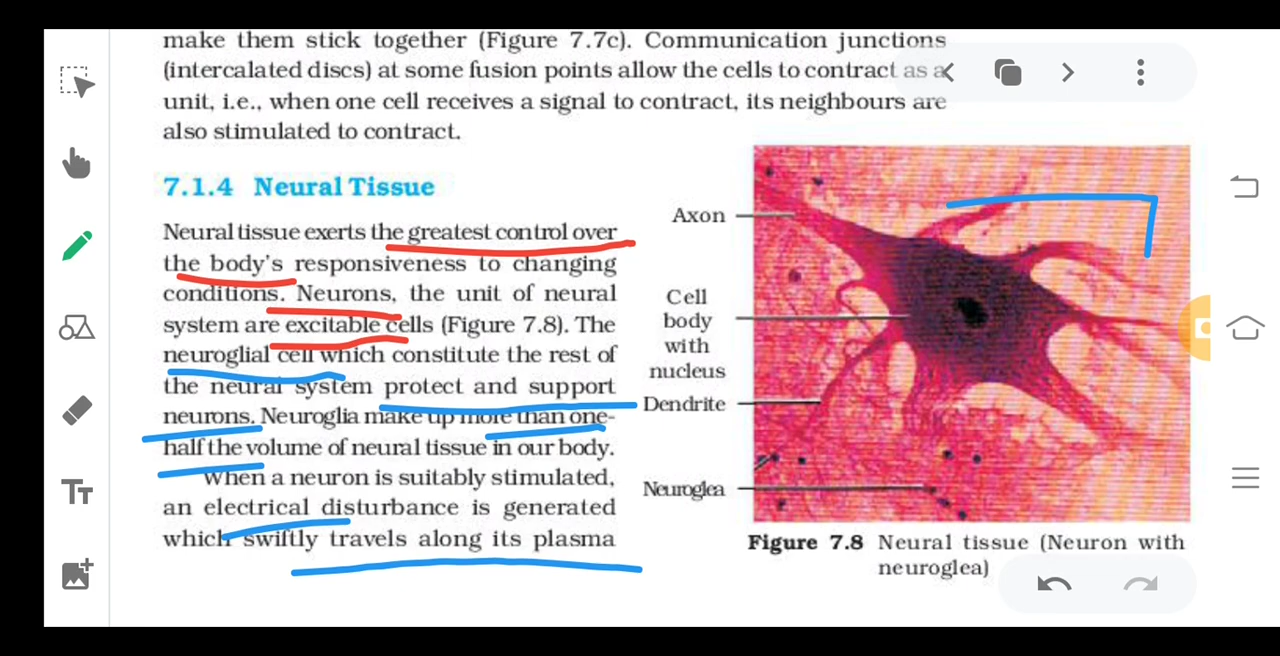 make them stick together (Figure 7.7c). Communication junctions
(intercalated discs) at some fusion points allow the cells to contract as a
unit, i.e., when one cell receives a signal to contract, its neighbours are
also stimulated to contract.
7.1.4 Neural Tissue
Neural tissue exerts the greatest control over
the body's responsiveness to changing
conditions. Neurons, the unit of neural
system are excitable cells (Figure 7.8). The
neuroglial cell which constitute the rest of
the neural system protect and support
neurons. Neuroglia make up more than one-
half the volume of neural tissue in our body.
When a neuron is suitably stimulated,
an electrical disturbance is generated
which swiftly travels along its plasma
Axon
Cell
body
with
nucleus
Dendrite
Neuroglea
Figure 7.8 Neural tissue (Neuron with
neuroglea)
TT